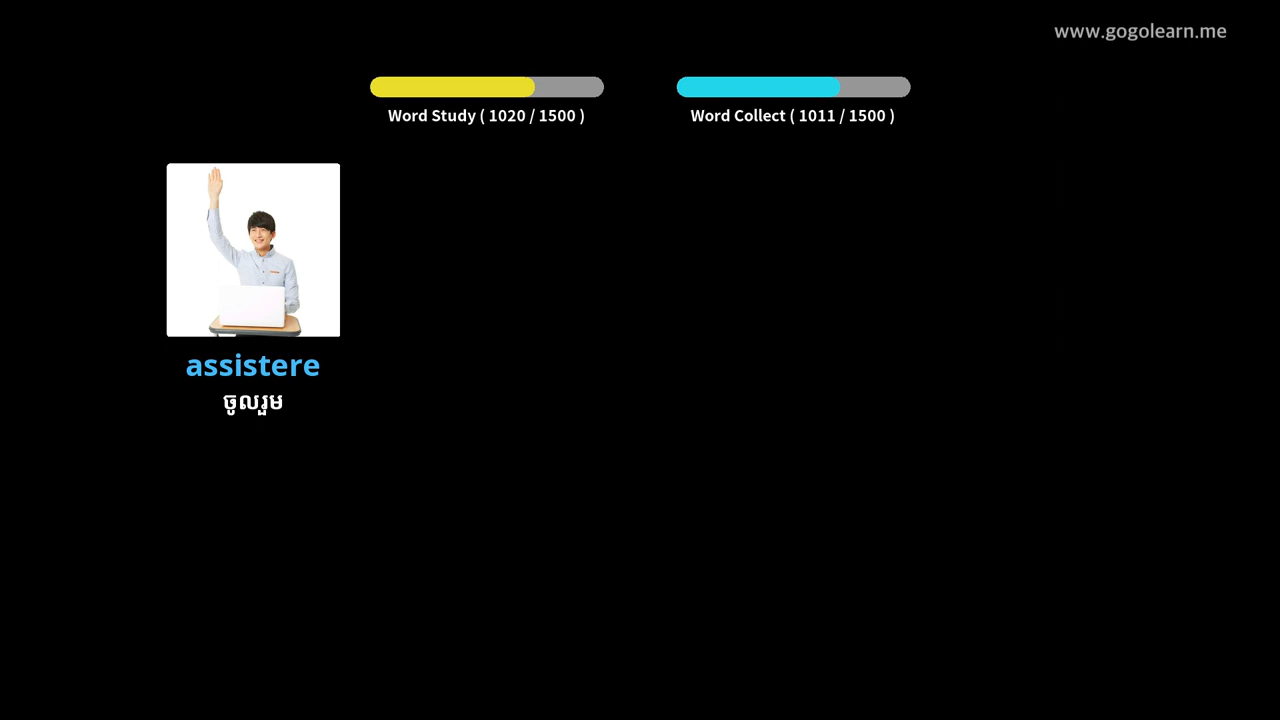 www.gogolearn.me
Word Study ( 1020 / 1500 )
Word Collect ( 1011 / 1500 )
assistere
ចូលរួម